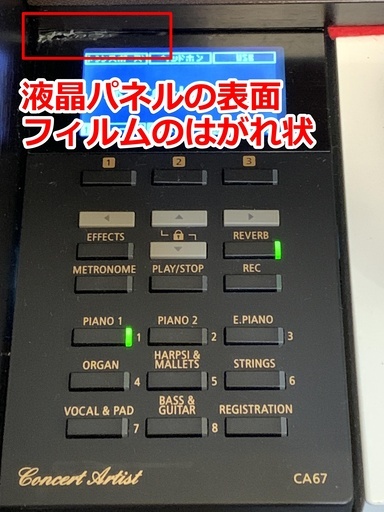 USB
液晶パネルの表面
フィルムのはがれ状
1 2 3
EFFECTS REVERB
METRONOME PLAY/STOP REC
PIANO 1 PIANO 2 E.PIANO
1 2 3
ORGAN HARPSI & MALLETS STRINGS
4 5 6
VOCAL & PAD BASS & GUITAR REGISTRATION
7 8
Concert Artist CA67